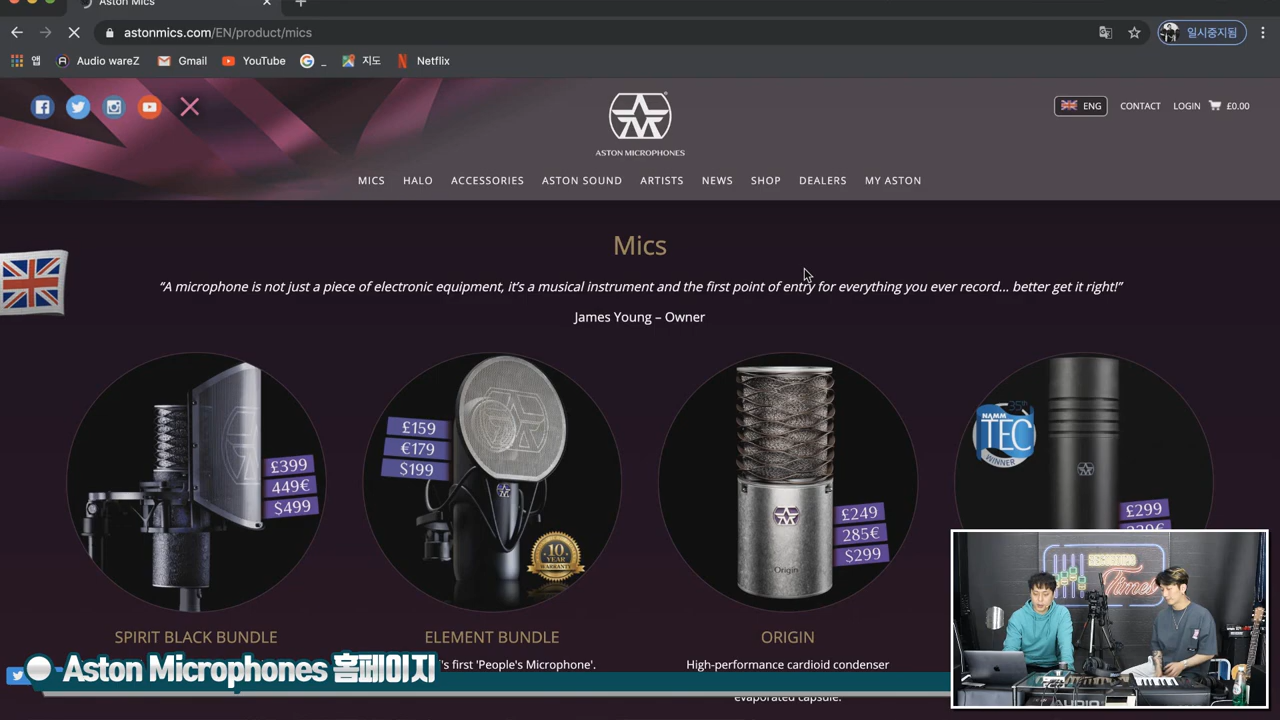 Aston Mics
astonmics.com/EN/product/mics
일시중지됨
앱 Audio wareZ Gmail YouTube _ 지도 Netflix
ENG CONTACT LOGIN £0.00
ASTON MICROPHONES
MICS HALO ACCESSORIES ASTON SOUND ARTISTS NEWS SHOP DEALERS MY ASTON
Mics
“A microphone is not just a piece of electronic equipment, it’s a musical instrument and the first point of entry for everything you ever record... better get it right!”
James Young – Owner
£399
449€
$499
£159
€179
$199
10
YEAR
WARRANTY
£249
285€
$299
Origin
NAMM
TEC
WINNER
£299
SPIRIT BLACK BUNDLE
ELEMENT BUNDLE
ORIGIN
first 'People's Microphone'.
High-performance cardioid condenser
evaporated capsule.
Aston Microphones 홈페이지
RECORDING
Times